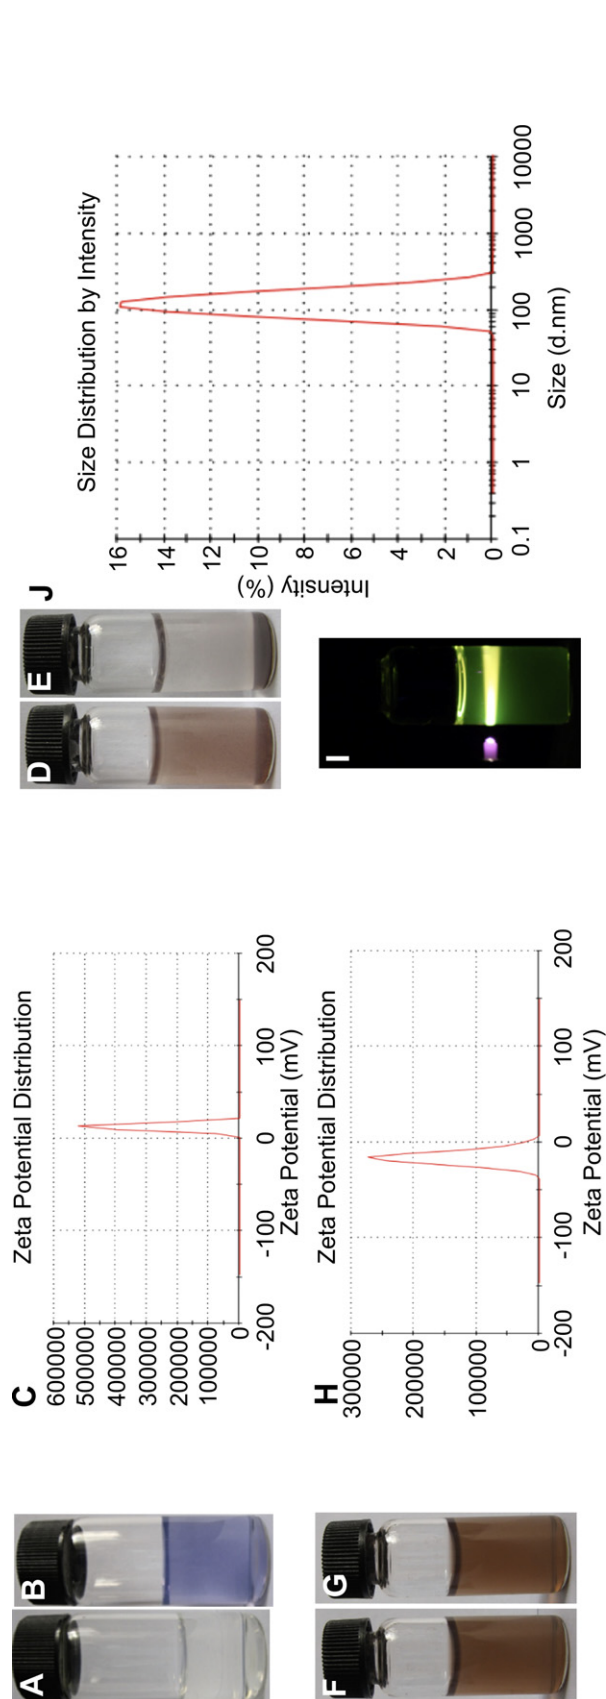 A
B
C
Zeta Potential Distribution
600000
500000
400000
300000
200000
100000
0
-200
-100
0
100
200
Zeta Potential (mV)
D
E
J
Size Distribution by Intensity
Intensity (%)
16
14
12
10
8
6
4
2
0
0.1
1
10
100
1000
10000
Size (d.nm)
F
G
H
Zeta Potential Distribution
300000
200000
100000
0
-200
-100
0
100
200
Zeta Potential (mV)
I